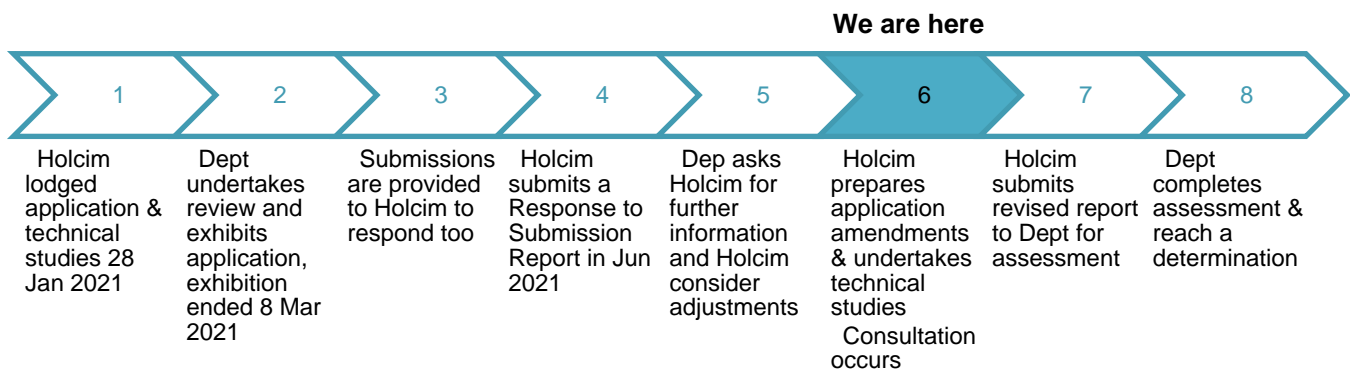 We are here
1
2
3
4
5
6
7
8
Holcim
lodged
application &
technical
studies 28
Jan 2021
Dept
undertakes
review and
exhibits
application,
exhibition
ended 8 Mar
2021
Submissions
are provided
to Holcim to
respond too
Holcim
submits a
Response to
Submission
Report in Jun
2021
Dep asks
Holcim for
further
information
and Holcim
consider
adjustments
Holcim
prepares
application
amendments
& undertakes
technical
studies
Consultation
occurs
Holcim
submits
revised report
to Dept for
assessment
Dept
completes
assessment &
reach a
determination